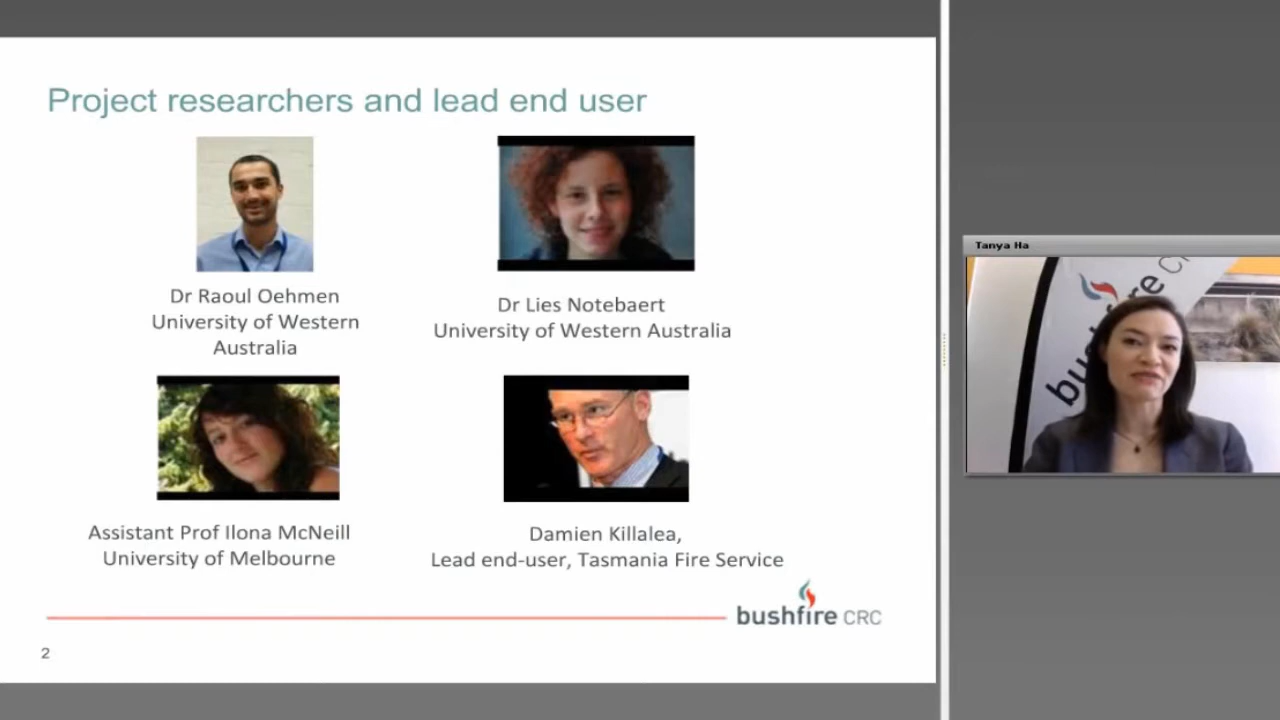 Project researchers and lead end user
Dr Raoul Oehmen
University of Western
Australia
Dr Lies Notebaert
University of Western Australia
Assistant Prof Ilona McNeill
University of Melbourne
Damien Killalea,
Lead end-user, Tasmania Fire Service
bushfire CRC
2
Tanya Ha